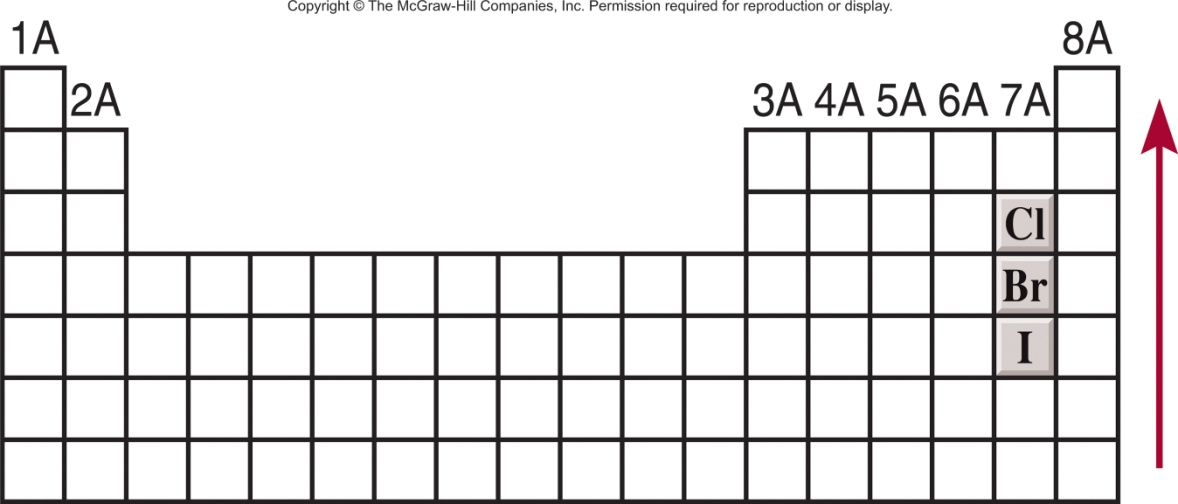 Copyright © The McGraw-Hill Companies, Inc. Permission required for reproduction or display.
1A 8A
2A 3A 4A 5A 6A 7A
Cl
Br
I